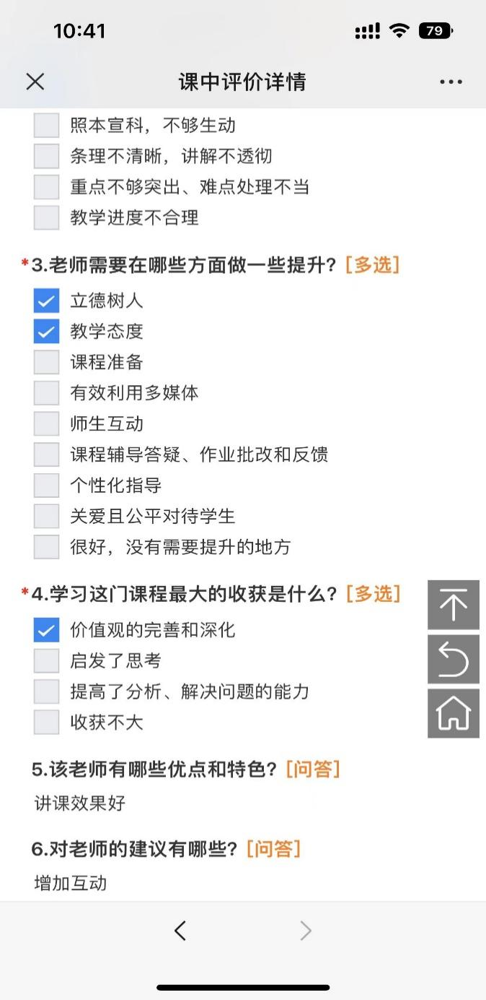 10:41
79
课中评价详情
照本宣科，不够生动
条理不清晰，讲解不透彻
重点不够突出、难点处理不当
教学进度不合理
*3.老师需要在哪些方面做一些提升？[多选]
立德树人
教学态度
课程准备
有效利用多媒体
师生互动
课程辅导答疑、作业批改和反馈
个性化指导
关爱且公平对待学生
很好，没有需要提升的地方
*4.学习这门课程最大的收获是什么？[多选]
价值观的完善和深化
启发了思考
提高了分析、解决问题的能力
收获不大
5.该老师有哪些优点和特色？[问答]
讲课效果好
6.对老师的建议有哪些？[问答]
增加互动